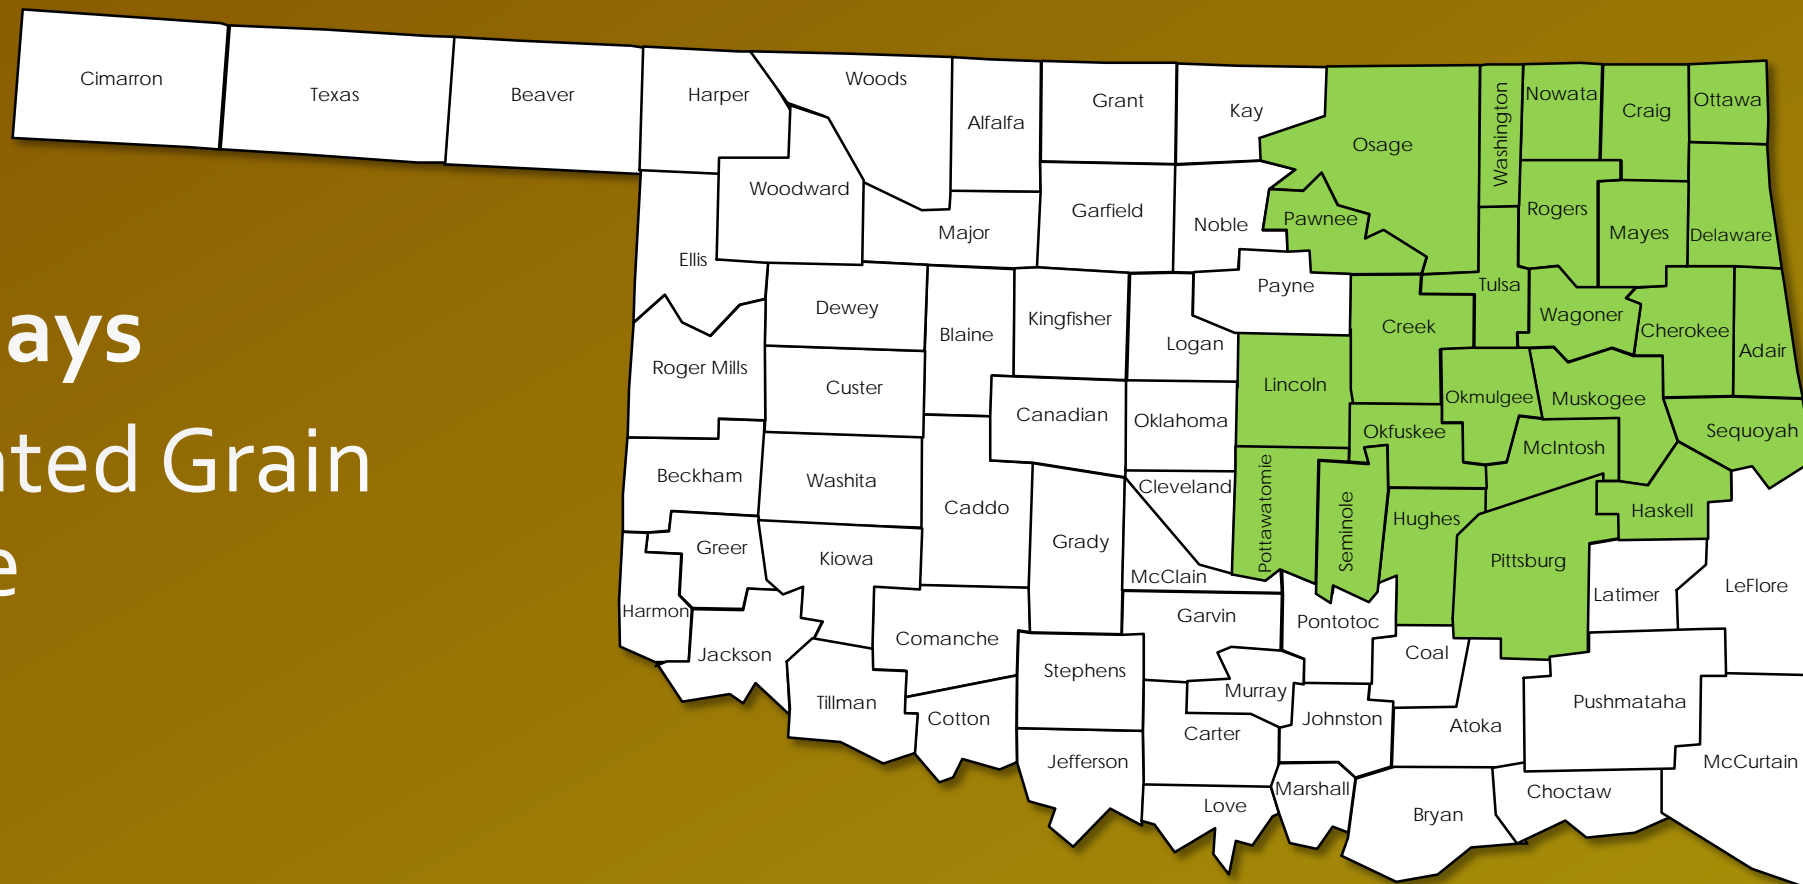 ays
ted Grain
e
Cimarron
Texas
Beaver
Harper
Woods
Alfalfa
Grant
Kay
Osage
Washington
Nowata
Craig
Ottawa
Woodward
Major
Garfield
Noble
Pawnee
Rogers
Mayes
Delaware
Ellis
Dewey
Blaine
Kingfisher
Logan
Payne
Creek
Tulsa
Wagoner
Cherokee
Adair
Roger Mills
Custer
Canadian
Oklahoma
Lincoln
Okmulgee
Muskogee
Okfuskee
McIntosh
Sequoyah
Beckham
Washita
Caddo
Grady
Cleveland
Pottawatomie
Seminole
Hughes
Haskell
Pittsburg
Greer
Kiowa
McClain
Harmon
Garvin
Pontotoc
Latimer
LeFlore
Jackson
Comanche
Stephens
Coal
Tillman
Cotton
Murray
Johnston
Atoka
Pushmataha
Carter
Jefferson
McCurtain
Love
Marshall
Bryan
Choctaw